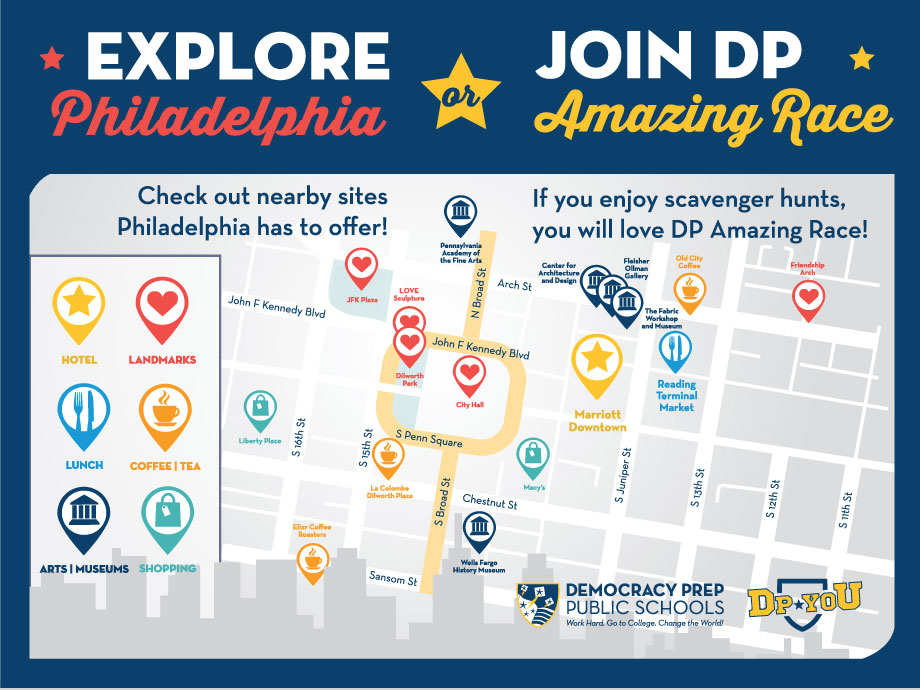 EXPLORE
Philadelphia
or
JOIN DP
Amazing Race
Check out nearby sites
Philadelphia has to offer!
If you enjoy scavenger hunts,
you will love DP Amazing Race!
HOTEL
LANDMARKS
LUNCH
COFFEE | TEA
ARTS | MUSEUMS
SHOPPING
Pennsylvania
Academy of
the Fine Arts
N Broad St
Arch St
JFK Plaza
LOVE
Sculpture
John F Kennedy Blvd
John F Kennedy Blvd
Dilworth
Park
City Hall
Center for
Architecture
and Design
Fleisher
Ollman
Gallery
The Fabric
Workshop
and Museum
Old City
Coffee
Friendship
Arch
Marriott
Downtown
Reading
Terminal
Market
Liberty Place
S 16th St
S 15th St
S Penn Square
La Colombe
Dilworth Plaza
S Broad St
Macy's
Chestnut St
S Juniper St
S 13th St
S 12th St
S 11th St
Elixr Coffee
Roasters
Wells Fargo
History Museum
Sansom St
DEMOCRACY PREP
PUBLIC SCHOOLS
Work Hard. Go to College. Change the World!
DP YOU